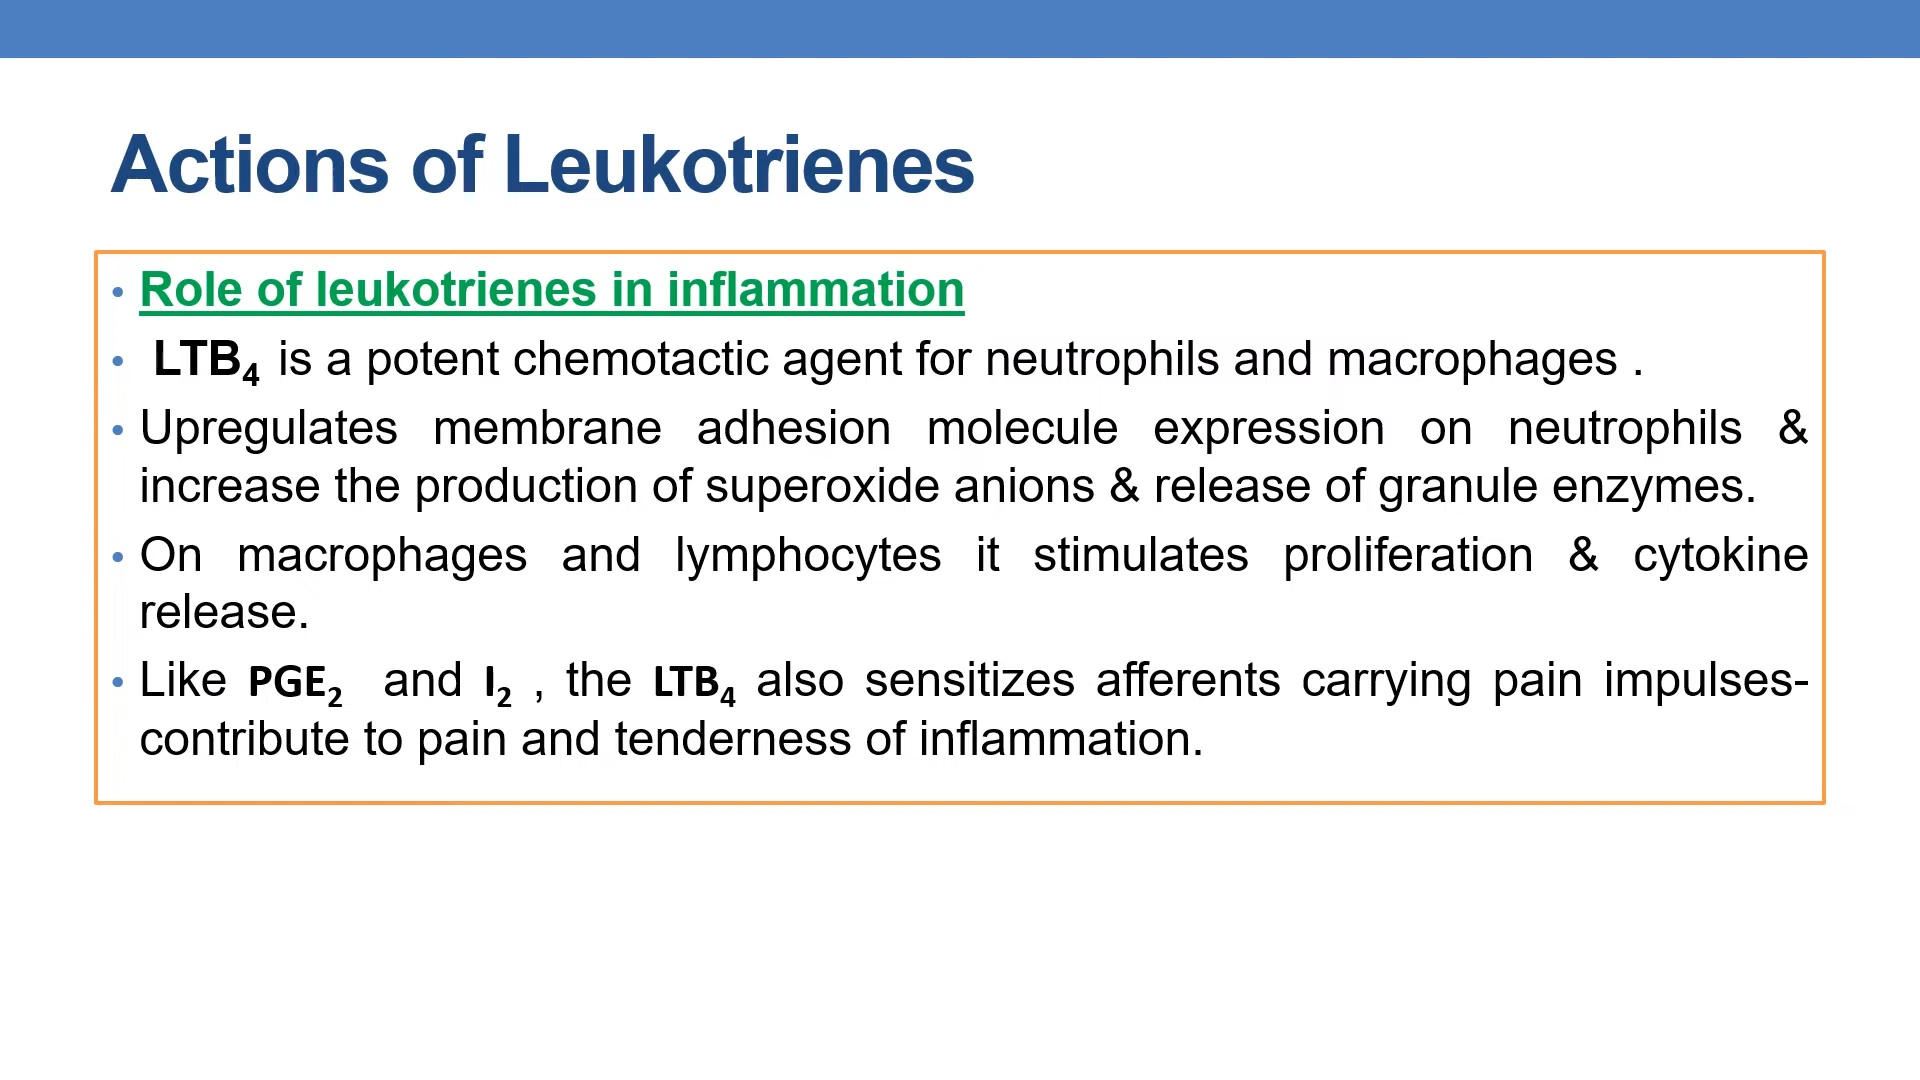 Actions of Leukotrienes
• Role of leukotrienes in inflammation
• LTB₄ is a potent chemotactic agent for neutrophils and macrophages .
• Upregulates membrane adhesion molecule expression on neutrophils &
increase the production of superoxide anions & release of granule enzymes.
• On macrophages and lymphocytes it stimulates proliferation & cytokine
release.
• Like PGE₂ and I₂ , the LTB₄ also sensitizes afferents carrying pain impulses-
contribute to pain and tenderness of inflammation.